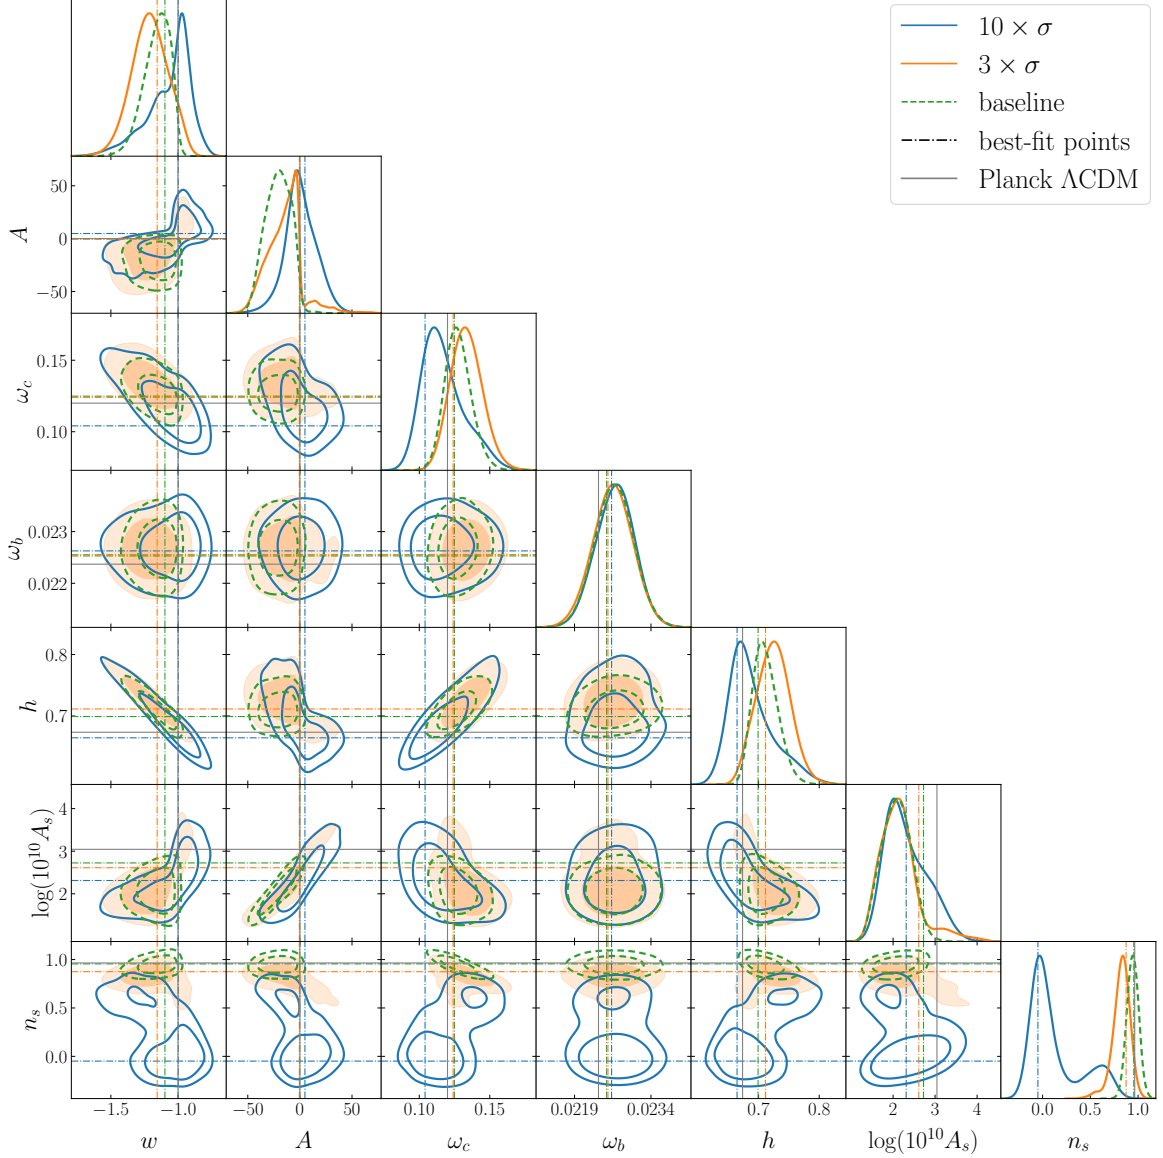 10 × σ
3 × σ
baseline
best-fit points
Planck ΛCDM
A
50
0
−50
ω_c
0.15
0.10
ω_b
0.023
0.022
h
0.8
0.7
log(10^{10}A_s)
4
3
2
n_s
1.0
0.5
0.0
−1.5 −1.0 −50 0 50 0.10 0.15 0.0219 0.0234 0.7 0.8 2 3 4 0.0 0.5 1.0
w A ω_c ω_b h log(10^{10}A_s) n_s